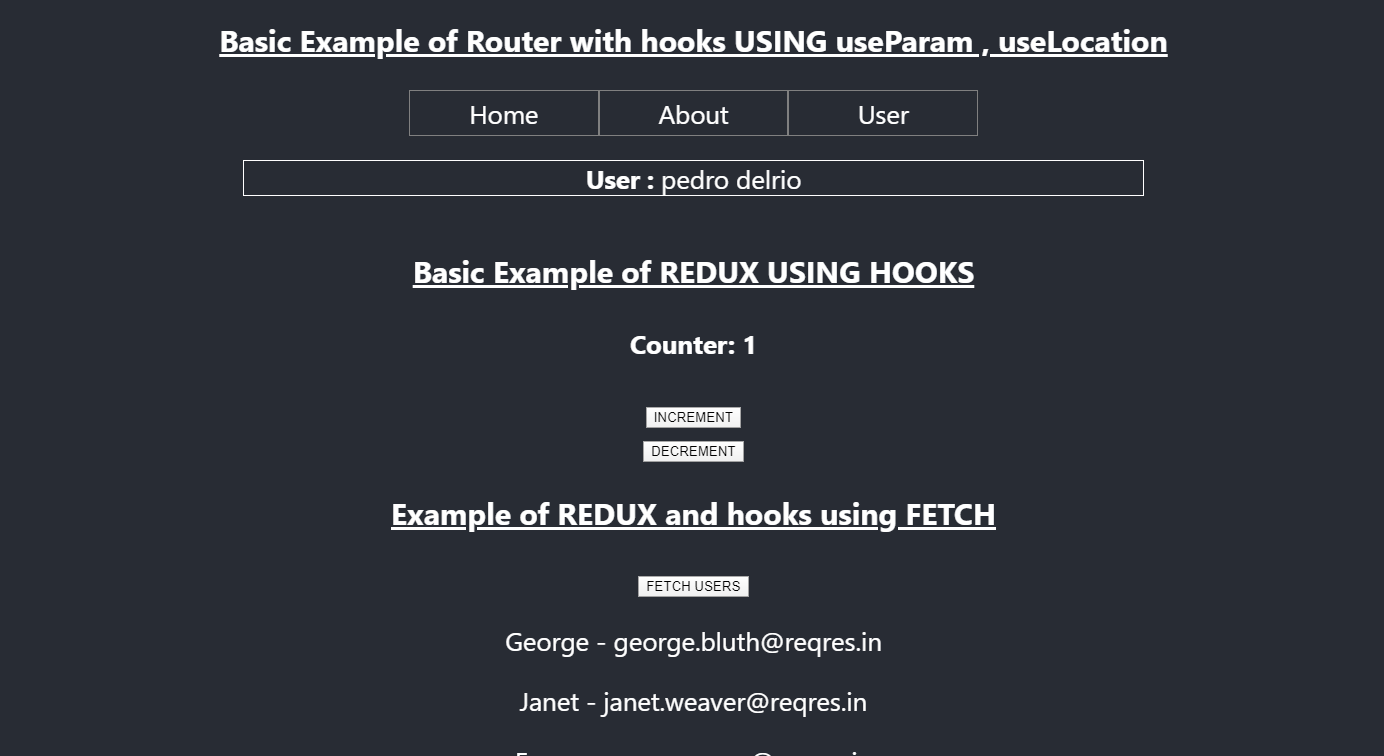 Basic Example of Router with hooks USING useParam , useLocation
Home About User
User : pedro delrio
Basic Example of REDUX USING HOOKS
Counter: 1
INCREMENT
DECREMENT
Example of REDUX and hooks using FETCH
FETCH USERS
George - george.bluth@reqres.in
Janet - janet.weaver@reqres.in